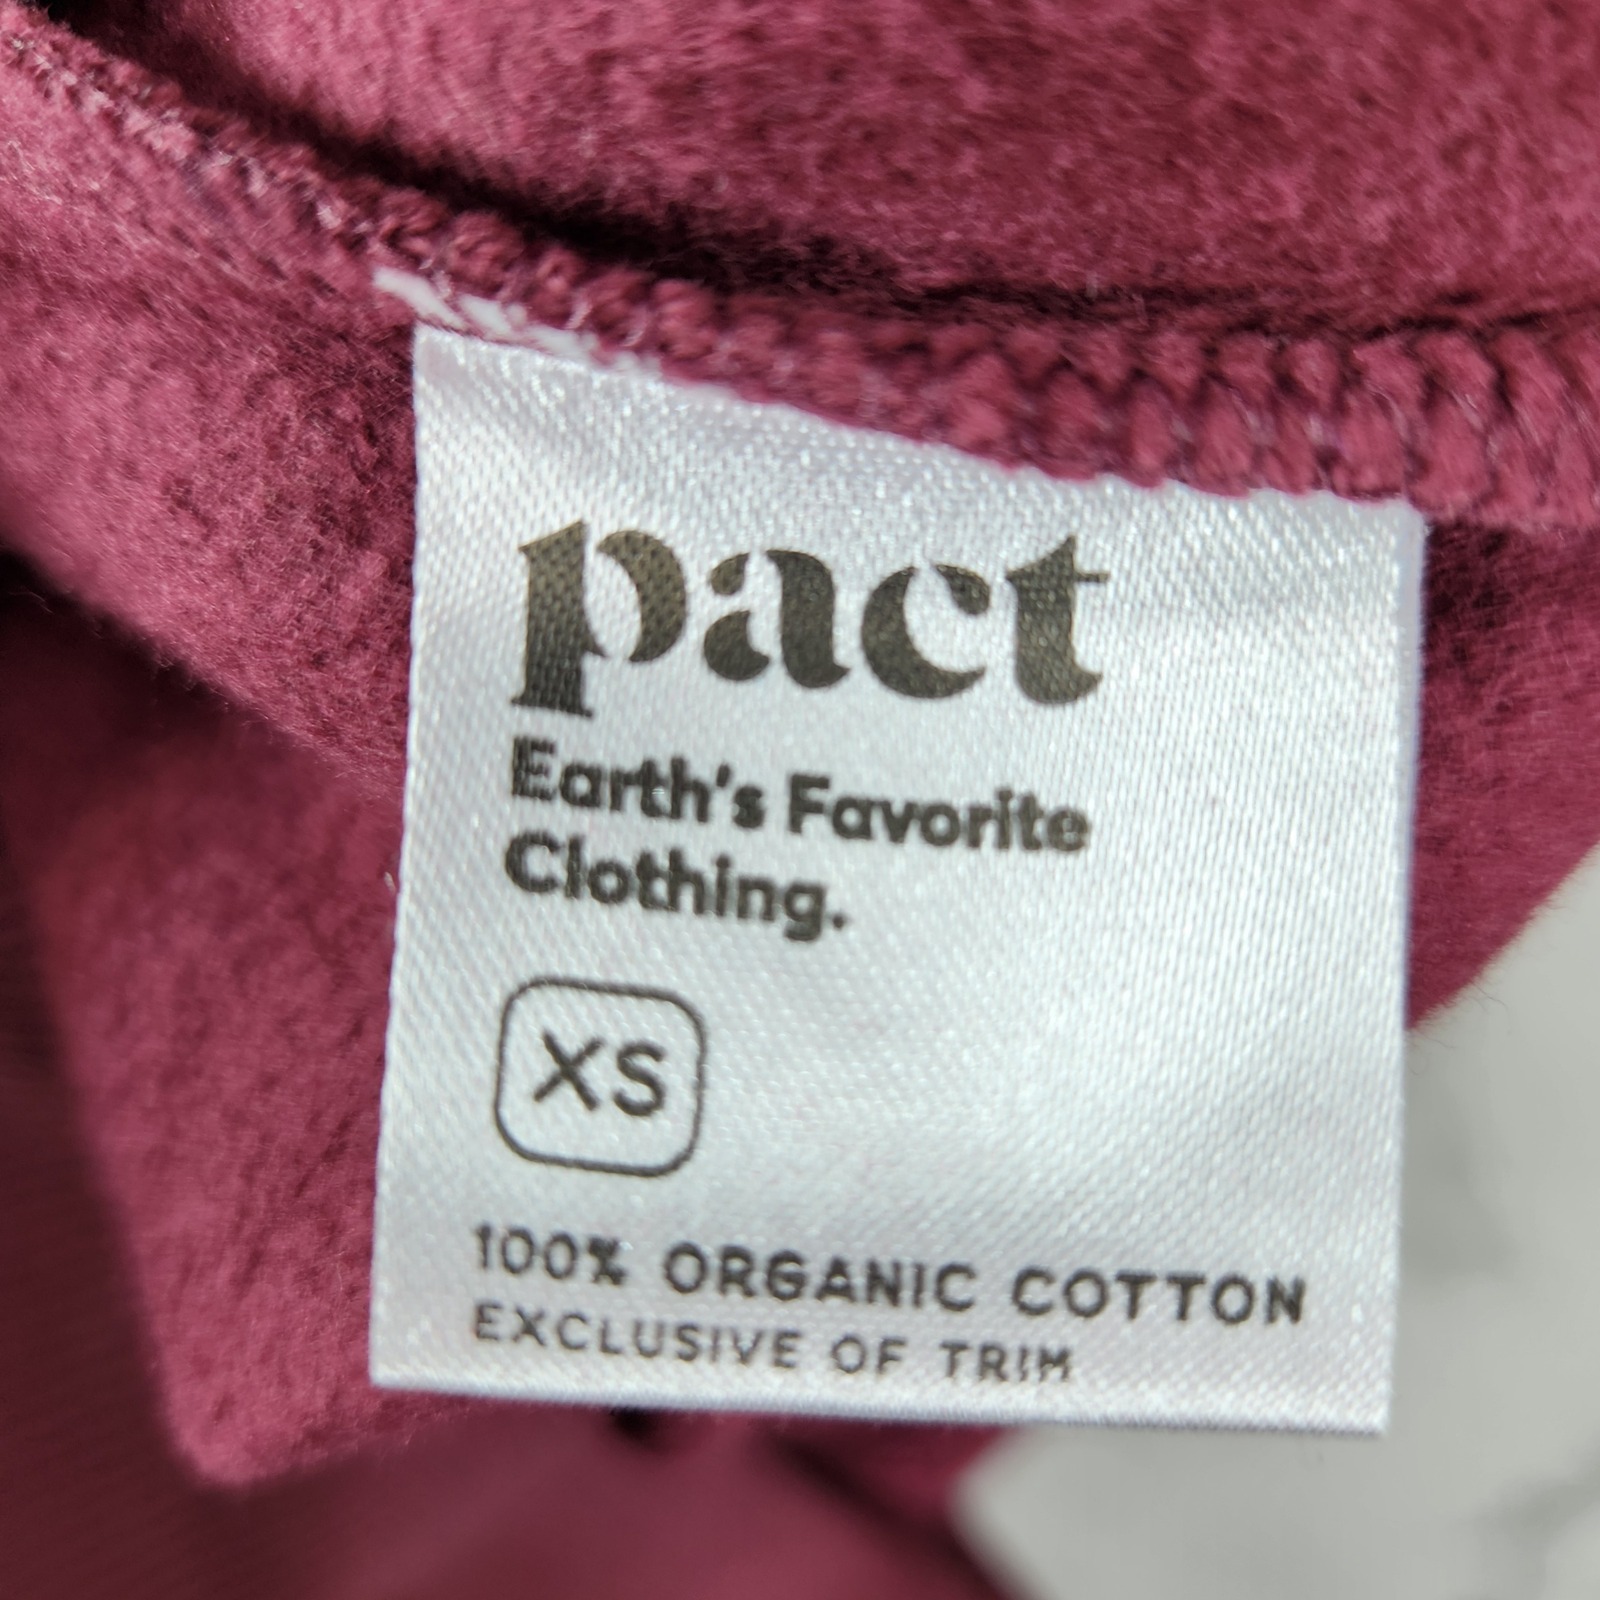 pact
Earth's Favorite
Clothing.
XS
100% ORGANIC COTTON
EXCLUSIVE OF TRIM